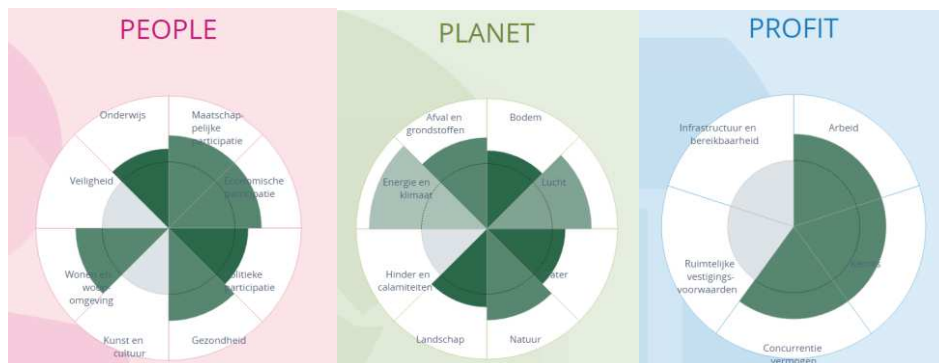 PEOPLE
Onderwijs
Maatschap-
pelijke
participatie
Veiligheid
Economische
participatie
Wonen en
woon-
omgeving
Politieke
participatie
Kunst en
cultuur
Gezondheid
PLANET
Afval en
grondstoffen
Bodem
Energie en
klimaat
Lucht
Hinder en
calamiteiten
Water
Landschap
Natuur
PROFIT
Infrastructuur en
bereikbaarheid
Arbeid
Ruimtelijke
vestigings-
voorwaarden
Kennis
Concurrentie
vermogen